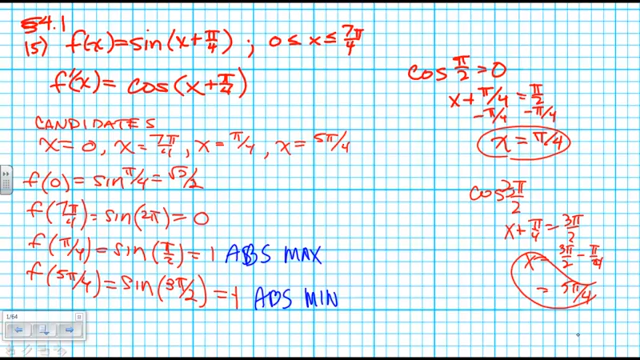 §4.1
15) f(x) = sin(x + π/4) ; 0 ≤ x ≤ 7π/4
f'(x) = cos(x + π/4)
CANDIDATES
x = 0, x = 7π/4, x = π/4, x = 5π/4
f(0) = sin π/4 = √2/2
f(7π/4) = sin(2π) = 0
f(π/4) = sin(π/2) = 1 ABS MAX
f(5π/4) = sin(3π/2) = 1 ABS MIN
cos π/2 = 0
x + π/4 = π/2
-π/4 -π/4
x = π/4
cos 3π/2
x + π/4 = 3π/2
x = 3π/2 - π/4
= 5π/4
1/64